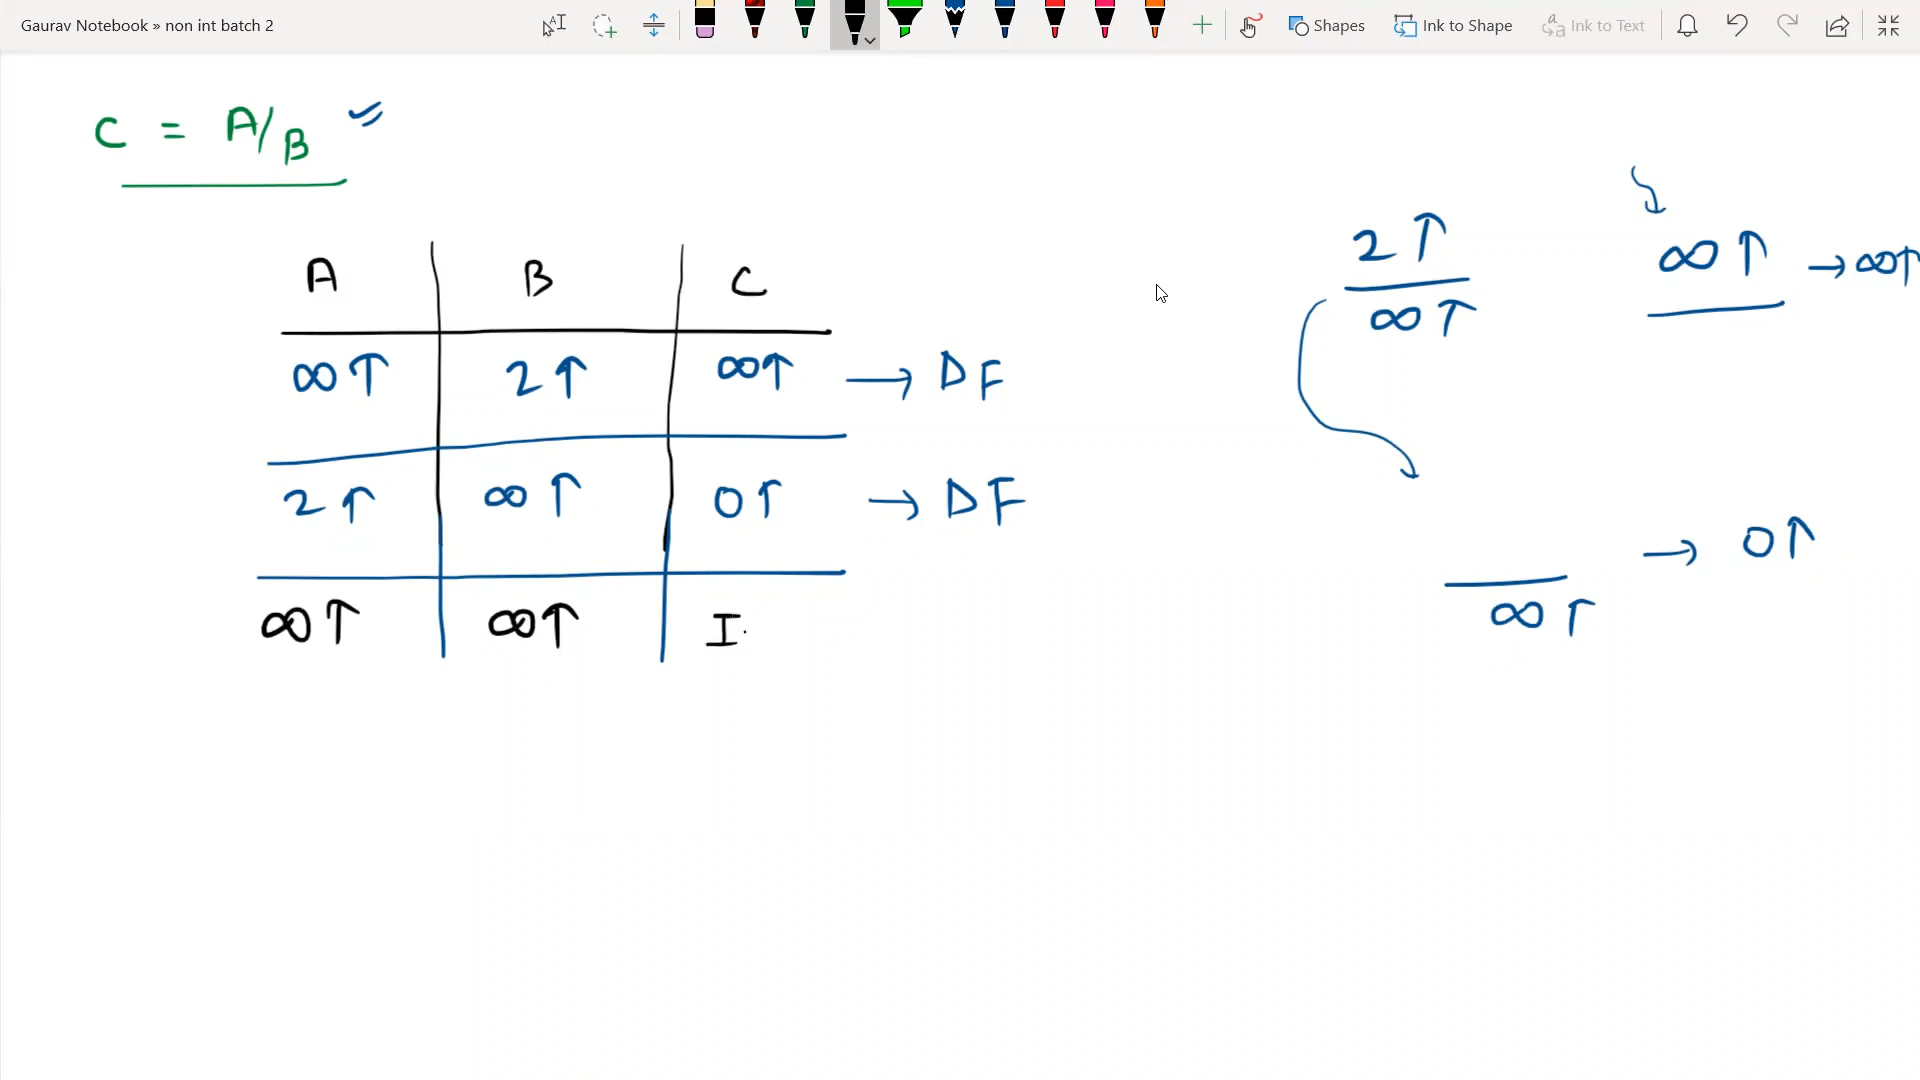 Gaurav Notebook » non int batch 2
Shapes
Ink to Shape
Ink to Text
C = A/B
A B C
∞↑ 2↑ ∞↑ → DF
2↑ ∞↑ 0↑ → DF
∞↑ ∞↑ I
2↑
∞↑
∞↑ → ∞↑
→ 0↑
∞↑